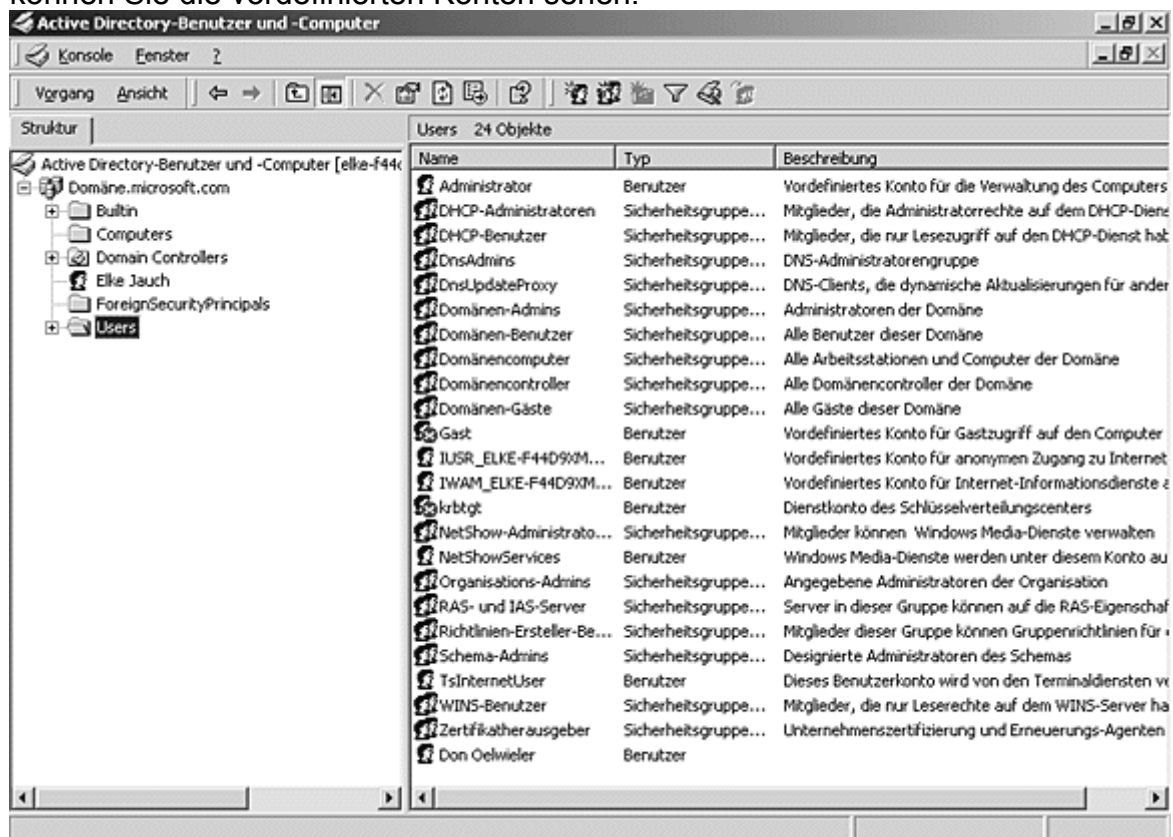 können Sie die vordefinierten Konten sehen.
Active Directory-Benutzer und -Computer
Konsole Fenster ?
Vorgang Ansicht
Struktur
Users 24 Objekte
Active Directory-Benutzer und -Computer [elke-f44
Domäne.microsoft.com
Builtin
Computers
Domain Controllers
Elke Jauch
ForeignSecurityPrincipals
Users
Name Typ Beschreibung
Administrator Benutzer Vordefiniertes Konto für die Verwaltung des Computers
DHCP-Administratoren Sicherheitsgruppe... Mitglieder, die Administratorrechte auf dem DHCP-Diens
DHCP-Benutzer Sicherheitsgruppe... Mitglieder, die nur Lesezugriff auf den DHCP-Dienst hab
DnsAdmins Sicherheitsgruppe... DNS-Administratorengruppe
DnsUpdateProxy Sicherheitsgruppe... DNS-Clients, die dynamische Aktualisierungen für ander
Domänen-Admins Sicherheitsgruppe... Administratoren der Domäne
Domänen-Benutzer Sicherheitsgruppe... Alle Benutzer dieser Domäne
Domänencomputer Sicherheitsgruppe... Alle Arbeitsstationen und Computer der Domäne
Domänencontroller Sicherheitsgruppe... Alle Domänencontroller der Domäne
Domänen-Gäste Sicherheitsgruppe... Alle Gäste dieser Domäne
Gast Benutzer Vordefiniertes Konto für Gastzugriff auf den Computer
IUSR_ELKE-F44D9XM... Benutzer Vordefiniertes Konto für anonymen Zugang zu Internet
IWAM_ELKE-F44D9XM... Benutzer Vordefiniertes Konto für Internet-Informationsdienste a
krbtgt Benutzer Dienstkonto des Schlüsselverteilungscenters
NetShow-Administrato... Sicherheitsgruppe... Mitglieder können Windows Media-Dienste verwalten
NetShowServices Benutzer Windows Media-Dienste werden unter diesem Konto au
Organisations-Admins Sicherheitsgruppe... Angegebene Administratoren der Organisation
RAS- und IAS-Server Sicherheitsgruppe... Server in dieser Gruppe können auf die RAS-Eigenschaf
Richtlinien-Ersteller-Be... Sicherheitsgruppe... Mitglieder dieser Gruppe können Gruppenrichtlinien für
Schema-Admins Sicherheitsgruppe... Designierte Administratoren des Schemas
TsInternetUser Benutzer Dieses Benutzerkonto wird von den Terminaldiensten ve
WINS-Benutzer Sicherheitsgruppe... Mitglieder, die nur Leserechte auf dem WINS-Server ha
Zertifikatherausgeber Sicherheitsgruppe... Unternehmenszertifizierung und Erneuerungs-Agenten
Don Oelwieler Benutzer